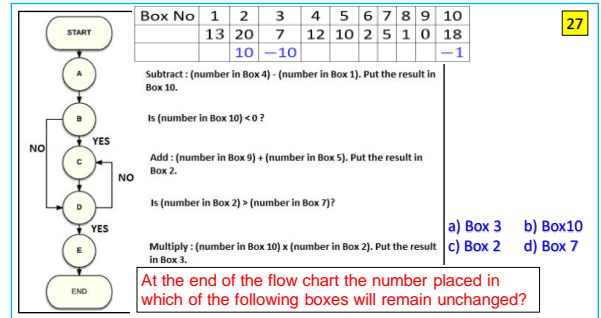 Box No 1 2 3 4 5 6 7 8 9 10
13 20 7 12 10 2 5 1 0 18
10 −10 −1
27
START
A
Subtract : (number in Box 4) - (number in Box 1). Put the result in
Box 10.
B
Is (number in Box 10) < 0 ?
YES
NO
C
Add : (number in Box 9) + (number in Box 5). Put the result in
Box 2.
NO
D
Is (number in Box 2) > (number in Box 7)?
YES
E
Multiply : (number in Box 10) x (number in Box 2). Put the result
in Box 3.
a) Box 3 b) Box10
c) Box 2 d) Box 7
END
At the end of the flow chart the number placed in
which of the following boxes will remain unchanged?